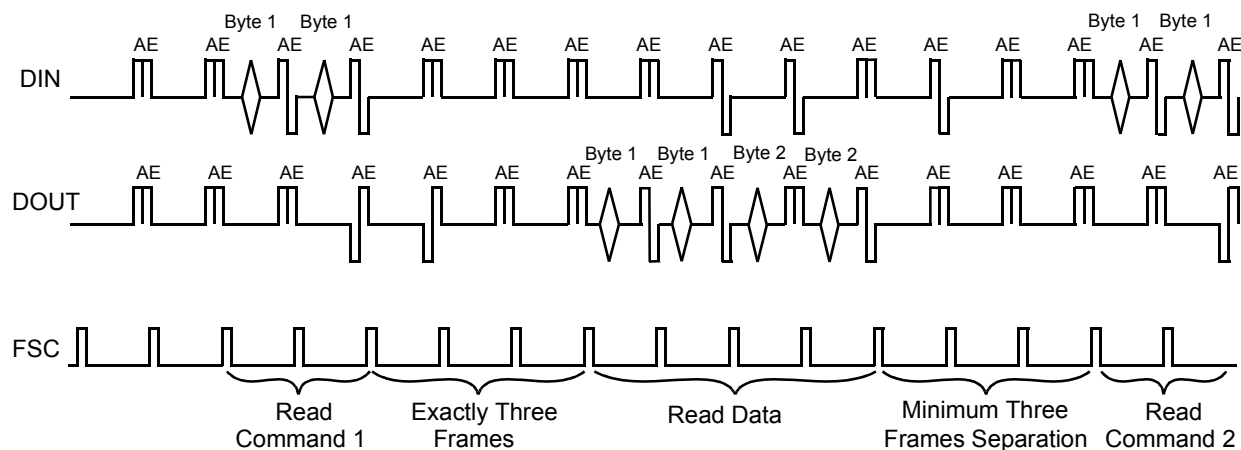 Byte 1 Byte 1 Byte 1 Byte 1
AE AE AE AE AE AE AE AE AE AE AE AE AE AE AE AE
DIN
Byte 1 Byte 1 Byte 2 Byte 2
AE AE AE AE AE AE AE AE AE AE AE AE AE AE AE AE
DOUT
FSC
Read
Command 1
Exactly Three
Frames
Read Data
Minimum Three
Frames Separation
Read
Command 2